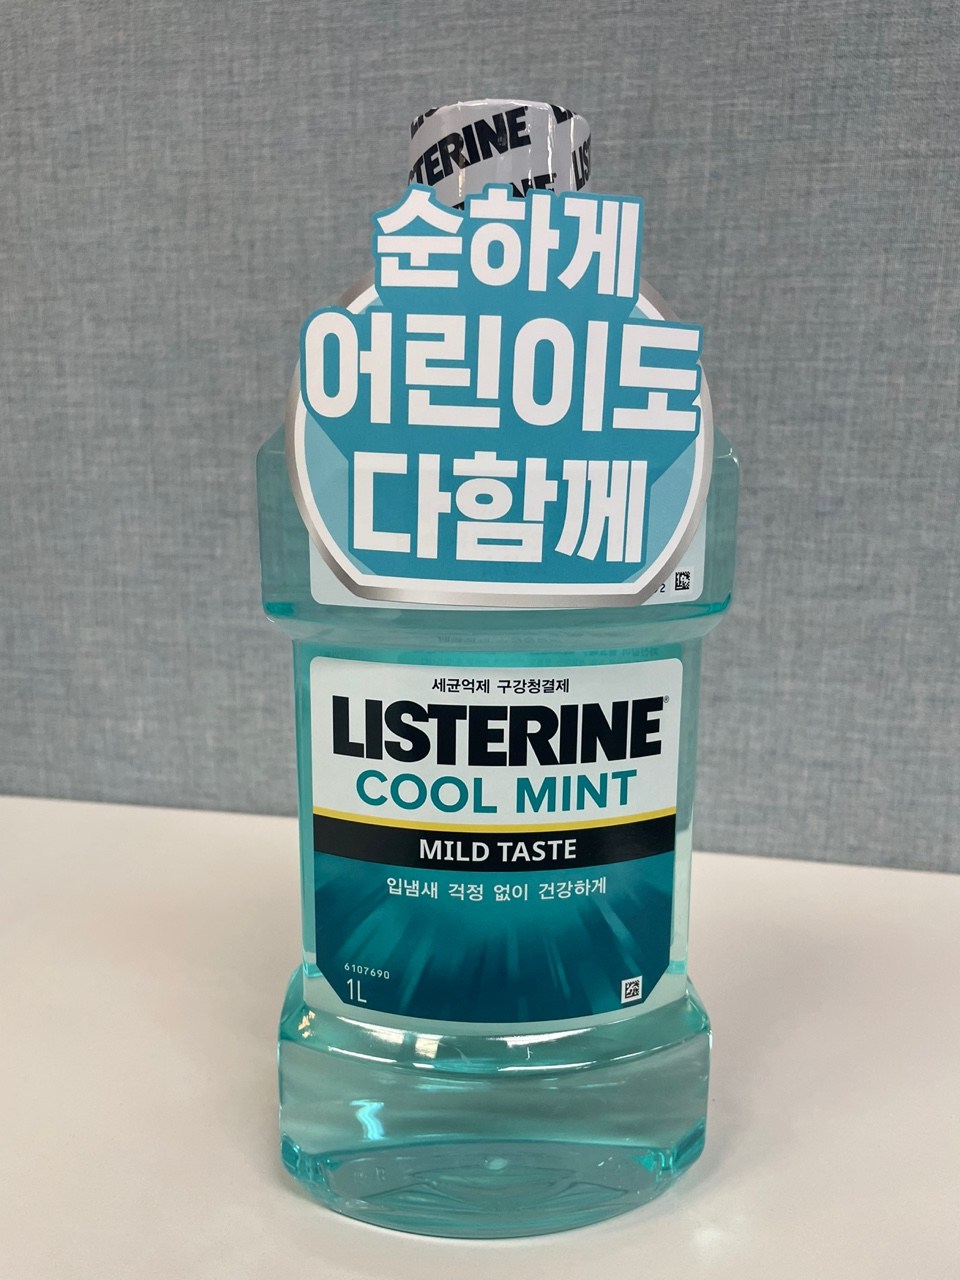 LISTERINE
순하게
어린이도
다함께
세균억제 구강청결제
LISTERINE®
COOL MINT
MILD TASTE
입냄새 걱정 없이 건강하게
6107690
1L